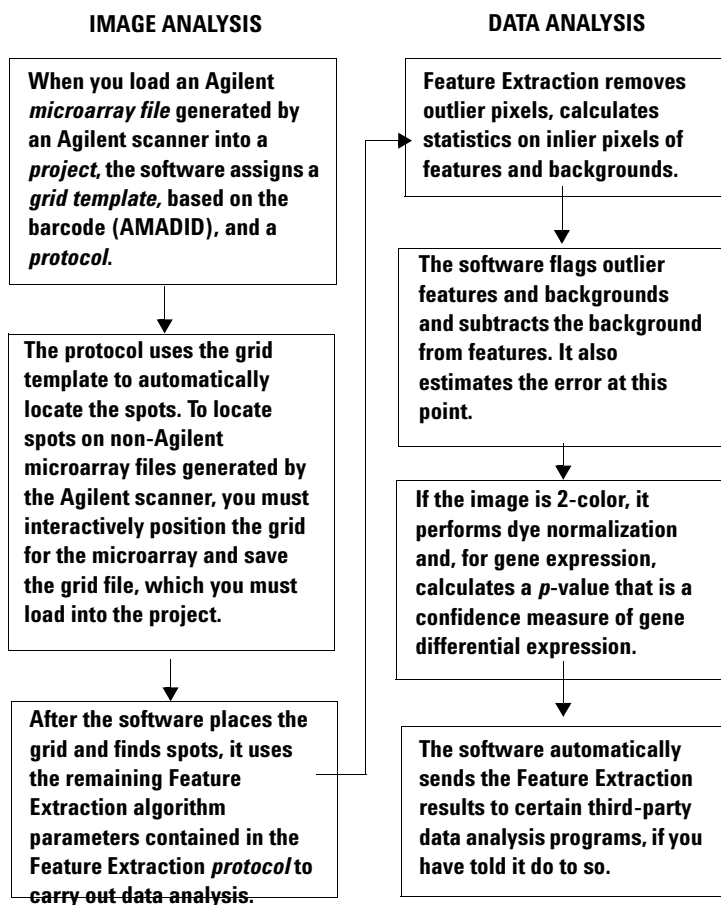 IMAGE ANALYSIS
When you load an Agilent
microarray file generated by
an Agilent scanner into a
project, the software assigns a
grid template, based on the
barcode (AMADID), and a
protocol.
The protocol uses the grid
template to automatically
locate the spots. To locate
spots on non-Agilent
microarray files generated by
the Agilent scanner, you must
interactively position the grid
for the microarray and save
the grid file, which you must
load into the project.
After the software places the
grid and finds spots, it uses
the remaining Feature
Extraction algorithm
parameters contained in the
Feature Extraction protocol to
carry out data analysis.
DATA ANALYSIS
Feature Extraction removes
outlier pixels, calculates
statistics on inlier pixels of
features and backgrounds.
The software flags outlier
features and backgrounds
and subtracts the background
from features. It also
estimates the error at this
point.
If the image is 2-color, it
performs dye normalization
and, for gene expression,
calculates a p-value that is a
confidence measure of gene
differential expression.
The software automatically
sends the Feature Extraction
results to certain third-party
data analysis programs, if you
have told it do to so.